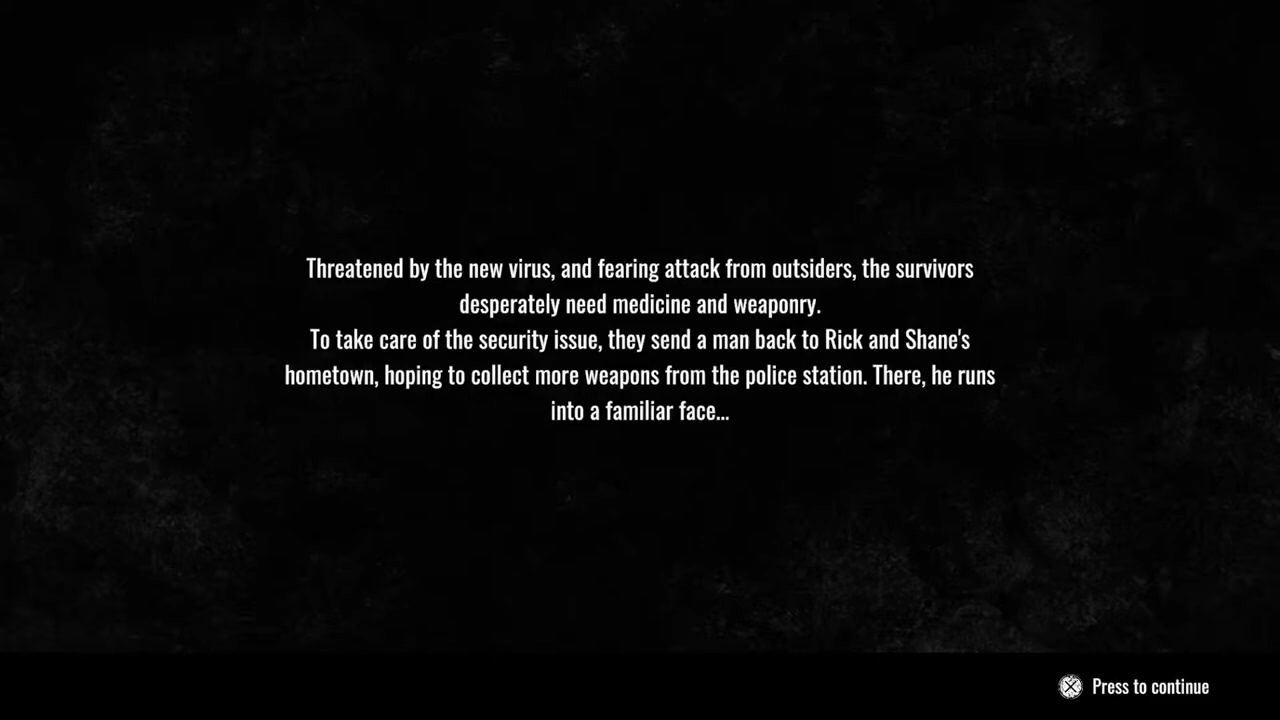 Threatened by the new virus, and fearing attack from outsiders, the survivors
desperately need medicine and weaponry.
To take care of the security issue, they send a man back to Rick and Shane's
hometown, hoping to collect more weapons from the police station. There, he runs
into a familiar face...
Press to continue